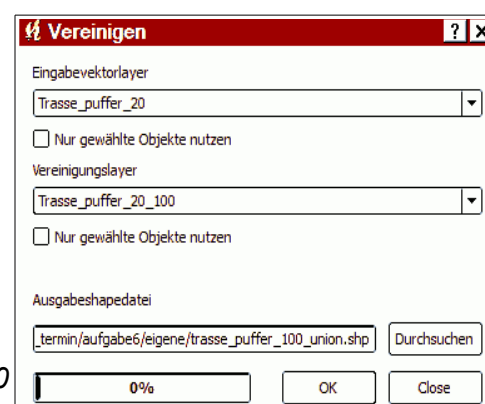 Vereinigen ? X
Eingabevektorlayer
Trasse_puffer_20
Nur gewählte Objekte nutzen
Vereinigungslayer
Trasse_puffer_20_100
Nur gewählte Objekte nutzen
Ausgabeshapedatei
_termin/aufgabe6/eigene/trasse_puffer_100_union.shp Durchsuchen
0% OK Close